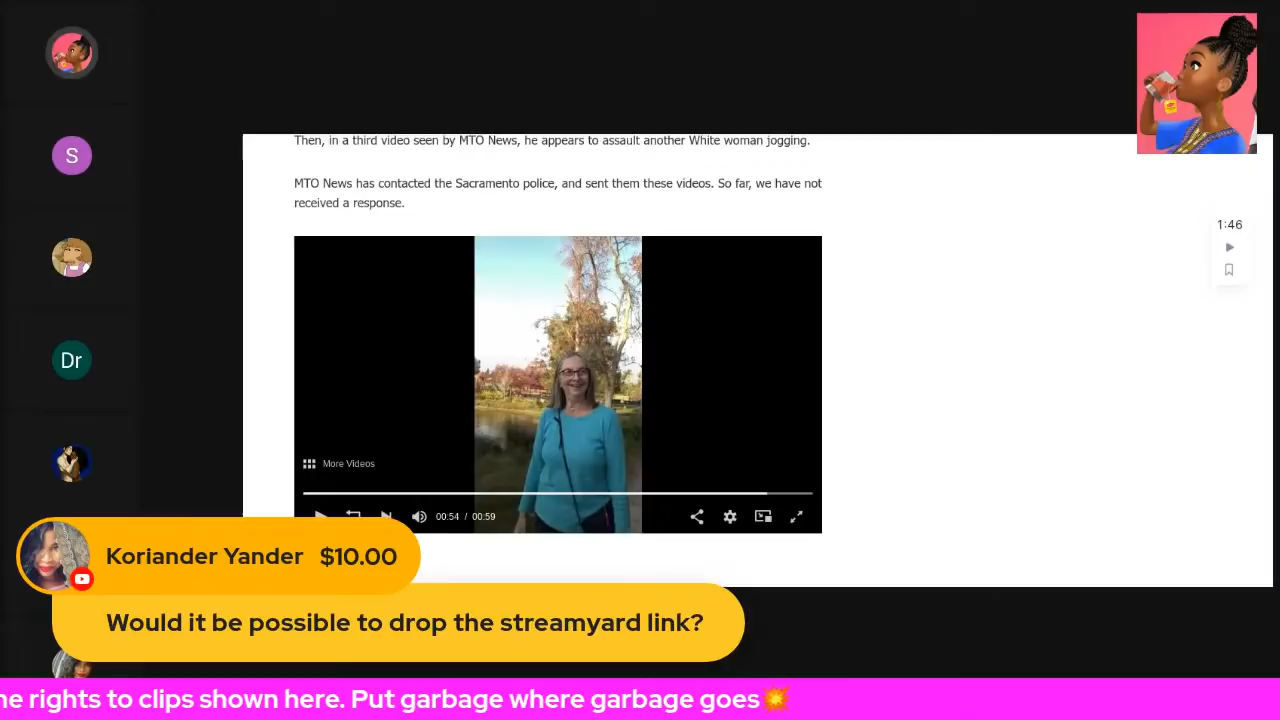 Then, in a third video seen by MTO News, he appears to assault another White woman jogging.
MTO News has contacted the Sacramento police, and sent them these videos. So far, we have not
received a response.
1:46
S
Dr
More Videos
00:54 / 00:59
Koriander Yander $10.00
Would it be possible to drop the streamyard link?
he rights to clips shown here. Put garbage where garbage goes💥